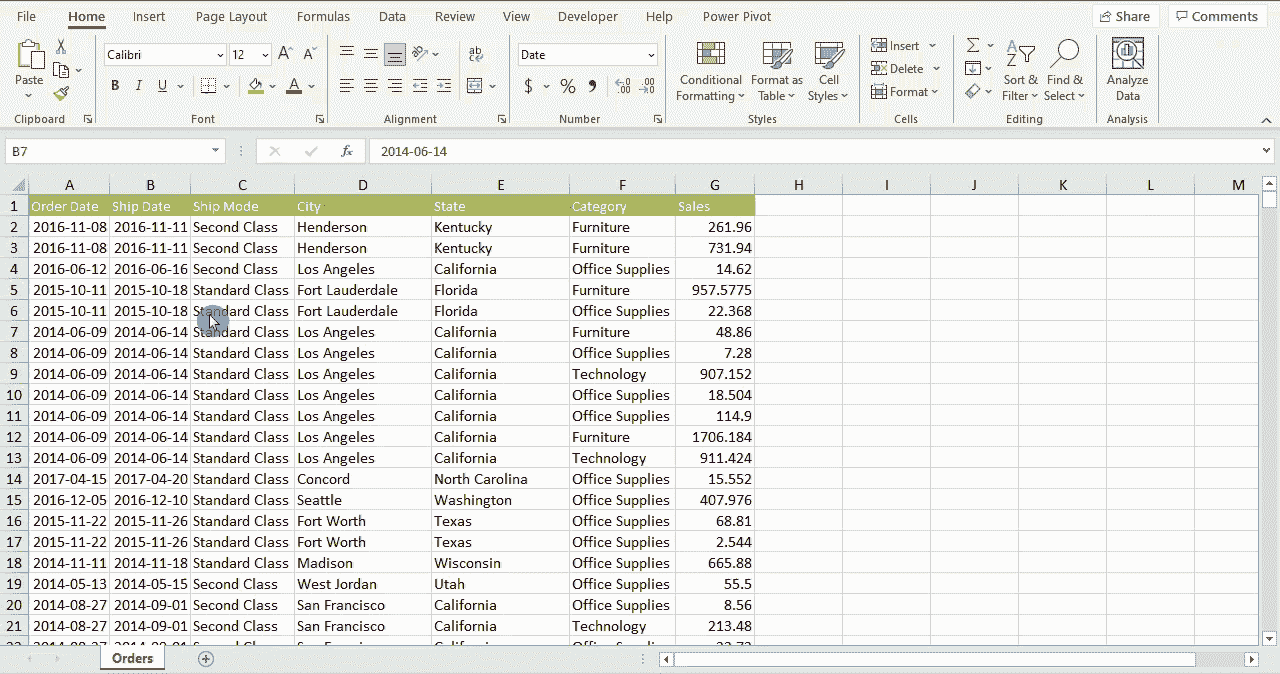 File Home Insert Page Layout Formulas Data Review View Developer Help Power Pivot Share Comments
Paste Calibri 12 A A ab Date Conditional Formatting Format as Table Cell Styles Insert Delete Format Sort & Filter Find & Select Analyze Data
B I U A $ % 9 .00 .00
Clipboard Font Alignment Number Styles Cells Editing Analysis
B7 fx 2014-06-14
A B C D E F G H I J K L M
1 Order Date Ship Date Ship Mode City State Category Sales
2 2016-11-08 2016-11-11 Second Class Henderson Kentucky Furniture 261.96
3 2016-11-08 2016-11-11 Second Class Henderson Kentucky Furniture 731.94
4 2016-06-12 2016-06-16 Second Class Los Angeles California Office Supplies 14.62
5 2015-10-11 2015-10-18 Standard Class Fort Lauderdale Florida Furniture 957.5775
6 2015-10-11 2015-10-18 Standard Class Fort Lauderdale Florida Office Supplies 22.368
7 2014-06-09 2014-06-14 Standard Class Los Angeles California Furniture 48.86
8 2014-06-09 2014-06-14 Standard Class Los Angeles California Office Supplies 7.28
9 2014-06-09 2014-06-14 Standard Class Los Angeles California Technology 907.152
10 2014-06-09 2014-06-14 Standard Class Los Angeles California Office Supplies 18.504
11 2014-06-09 2014-06-14 Standard Class Los Angeles California Office Supplies 114.9
12 2014-06-09 2014-06-14 Standard Class Los Angeles California Furniture 1706.184
13 2014-06-09 2014-06-14 Standard Class Los Angeles California Technology 911.424
14 2017-04-15 2017-04-20 Standard Class Concord North Carolina Office Supplies 15.552
15 2016-12-05 2016-12-10 Standard Class Seattle Washington Office Supplies 407.976
16 2015-11-22 2015-11-26 Standard Class Fort Worth Texas Office Supplies 68.81
17 2015-11-22 2015-11-26 Standard Class Fort Worth Texas Office Supplies 2.544
18 2014-11-11 2014-11-18 Standard Class Madison Wisconsin Office Supplies 665.88
19 2014-05-13 2014-05-15 Second Class West Jordan Utah Office Supplies 55.5
20 2014-08-27 2014-09-01 Second Class San Francisco California Office Supplies 8.56
21 2014-08-27 2014-09-01 Second Class San Francisco California Technology 213.48
Orders